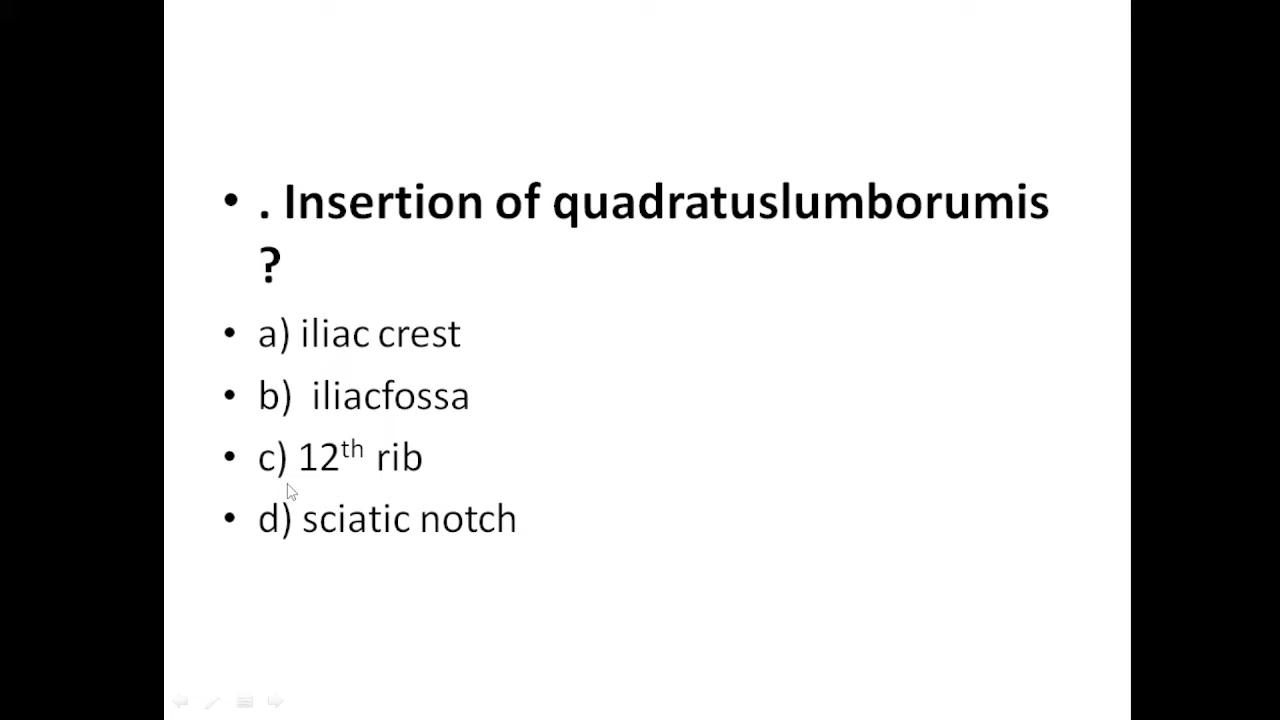 • . Insertion of quadratuslumborumis
?
• a) iliac crest
• b)  iliacfossa
• c) 12th rib
• d) sciatic notch